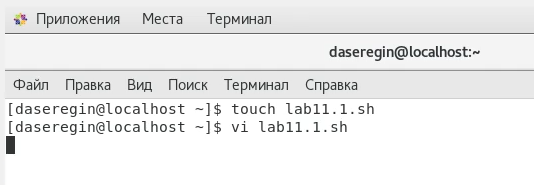 Приложения Места Терминал
daseregin@localhost:~
Файл Правка Вид Поиск Терминал Справка
[daseregin@localhost ~]$ touch lab11.1.sh
[daseregin@localhost ~]$ vi lab11.1.sh